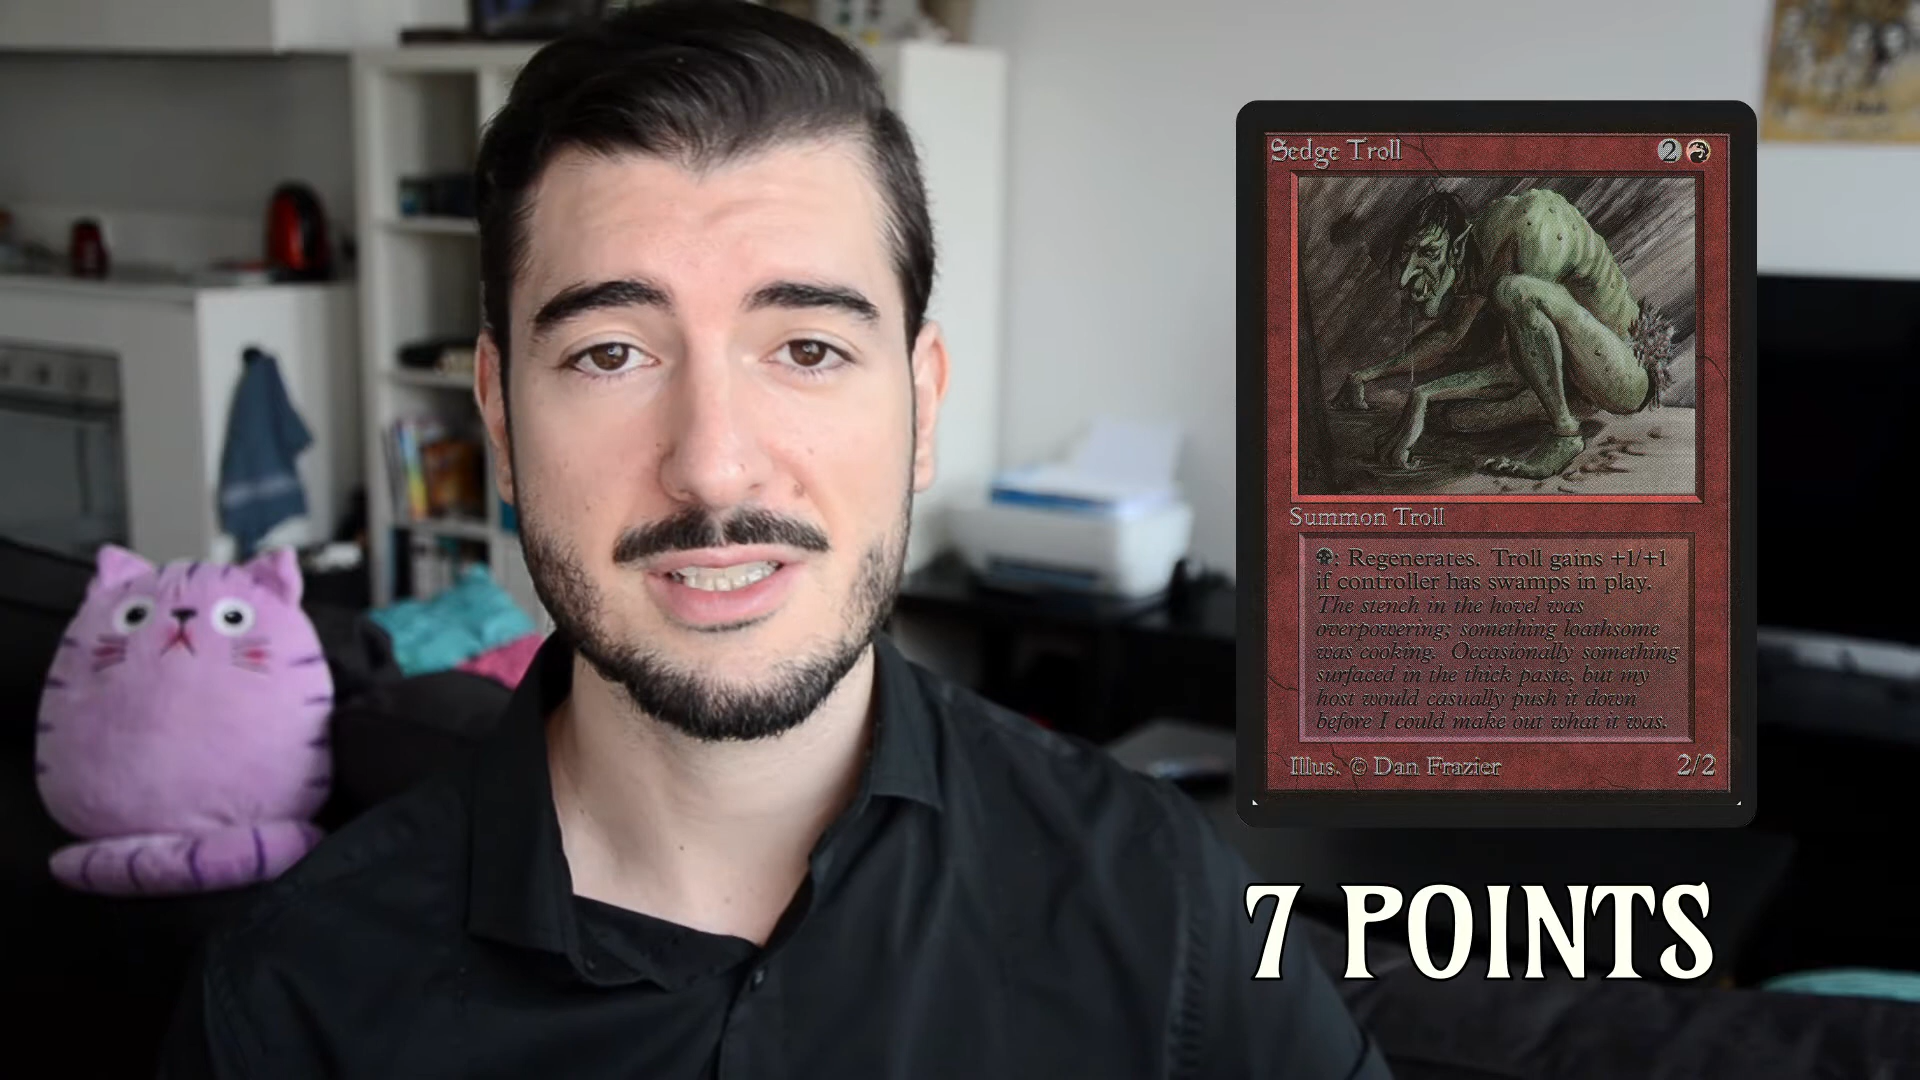 Sedge Troll 2
Summon Troll
: Regenerates. Troll gains +1/+1
if controller has swamps in play.
The stench in the hovel was
overpowering; something loathsome
was cooking. Occasionally something
surfaced in the thick paste, but my
host would casually push it down
before I could make out what it was.
Illus. © Dan Frazier 2/2
7 POINTS